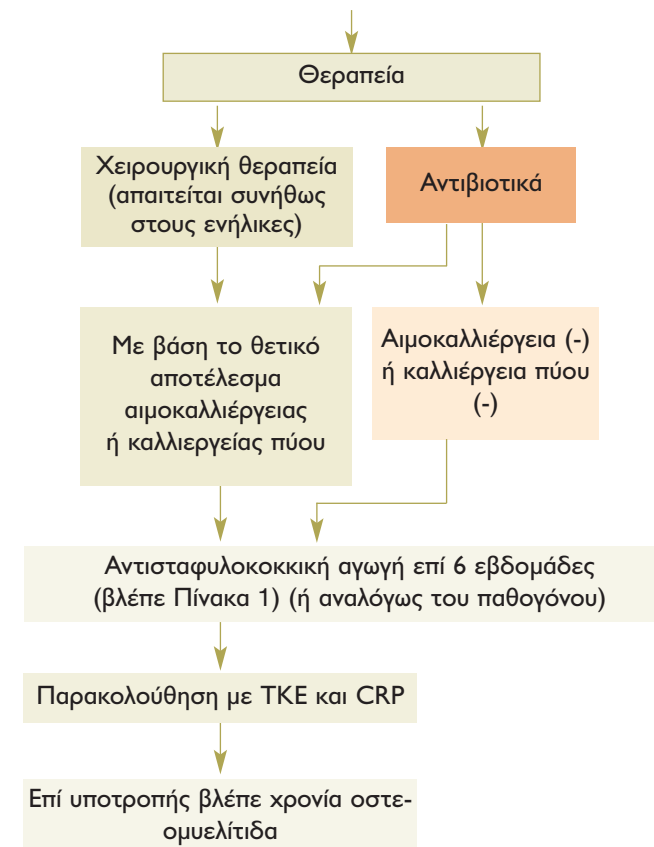 Θεραπεία
Χειρουργική θεραπεία
(απαιτείται συνήθως
στους ενήλικες)
Αντιβιοτικά
Με βάση το θετικό
αποτέλεσμα
αιμοκαλλιέργειας
ή καλλιεργείας πύου
Αιμοκαλλιέργεια (-)
ή καλλιέργεια πύου
(-)
Αντισταφυλοκοκκική αγωγή επί 6 εβδομάδες
(βλέπε Πίνακα 1) (ή αναλόγως του παθογόνου)
Παρακολούθηση με ΤΚΕ και CRP
Επί υποτροπής βλέπε χρονία οστε-
ομυελίτιδα